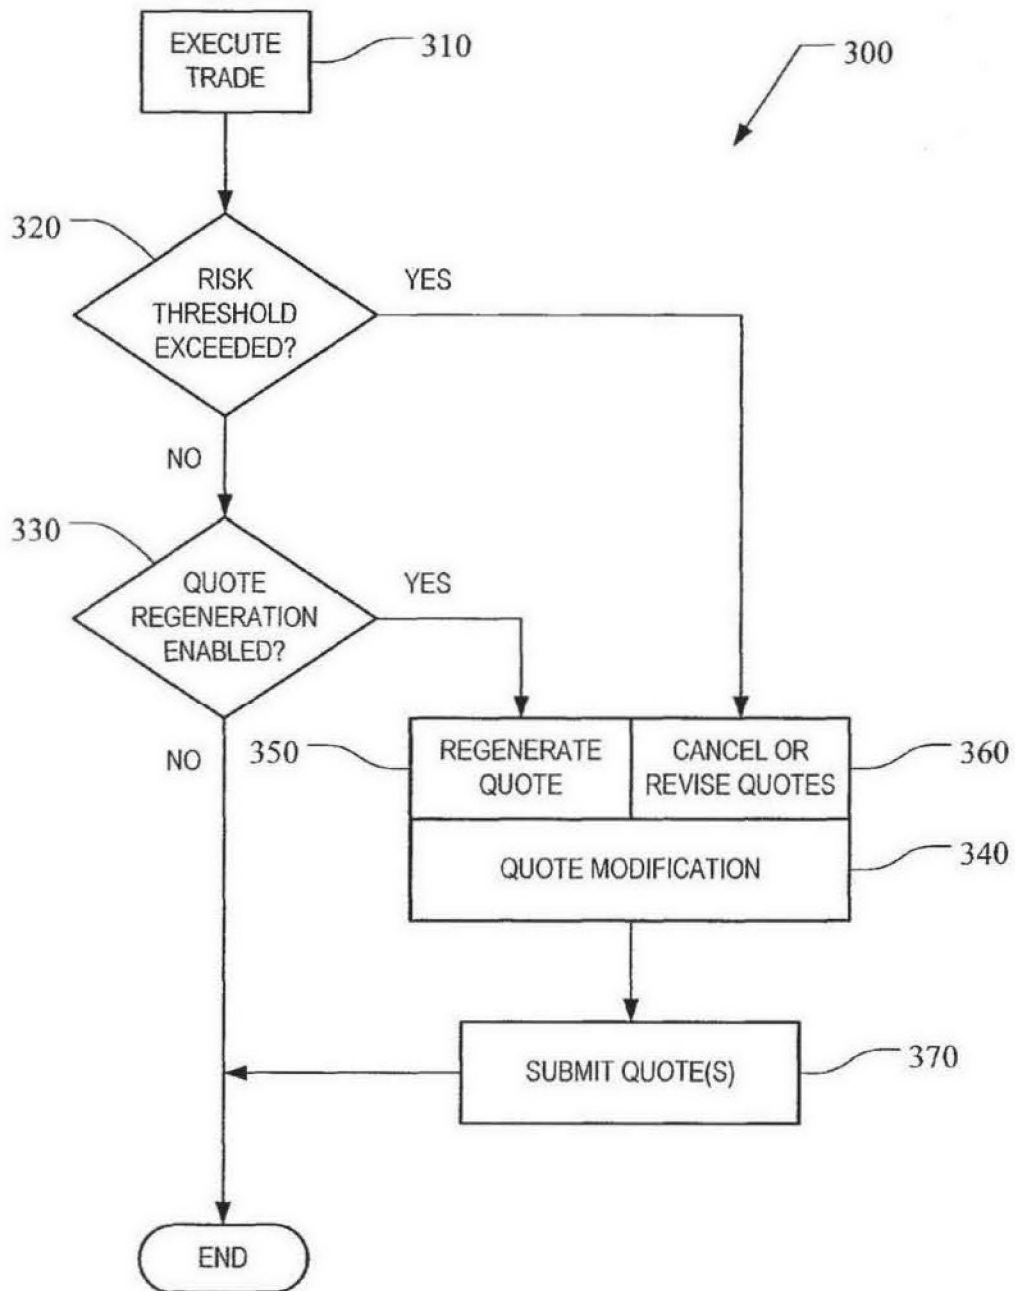 EXECUTE
TRADE
310
300
320
RISK
THRESHOLD
EXCEEDED?
YES
NO
330
QUOTE
REGENERATION
ENABLED?
YES
NO
350
REGENERATE
QUOTE
CANCEL OR
REVISE QUOTES
360
QUOTE MODIFICATION
340
SUBMIT QUOTE(S)
370
END